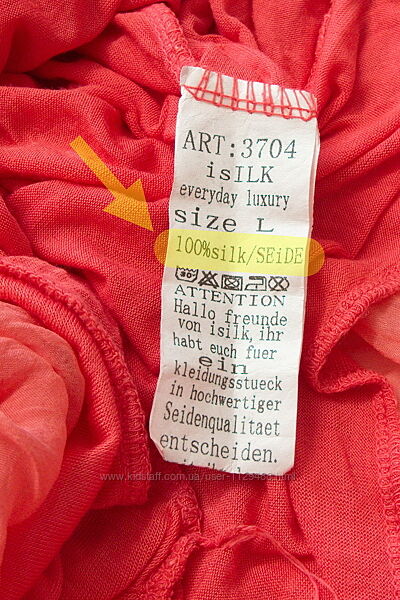 ART:3704
isILK
everyday luxury
size L
100%silk/SEiDE
ATTENTION
Hallo freunde
von isilk, ihr
habt euch fuer
ein
kleidungsstueck
in hochwertiger
Seidenqualitaet
entscheiden.